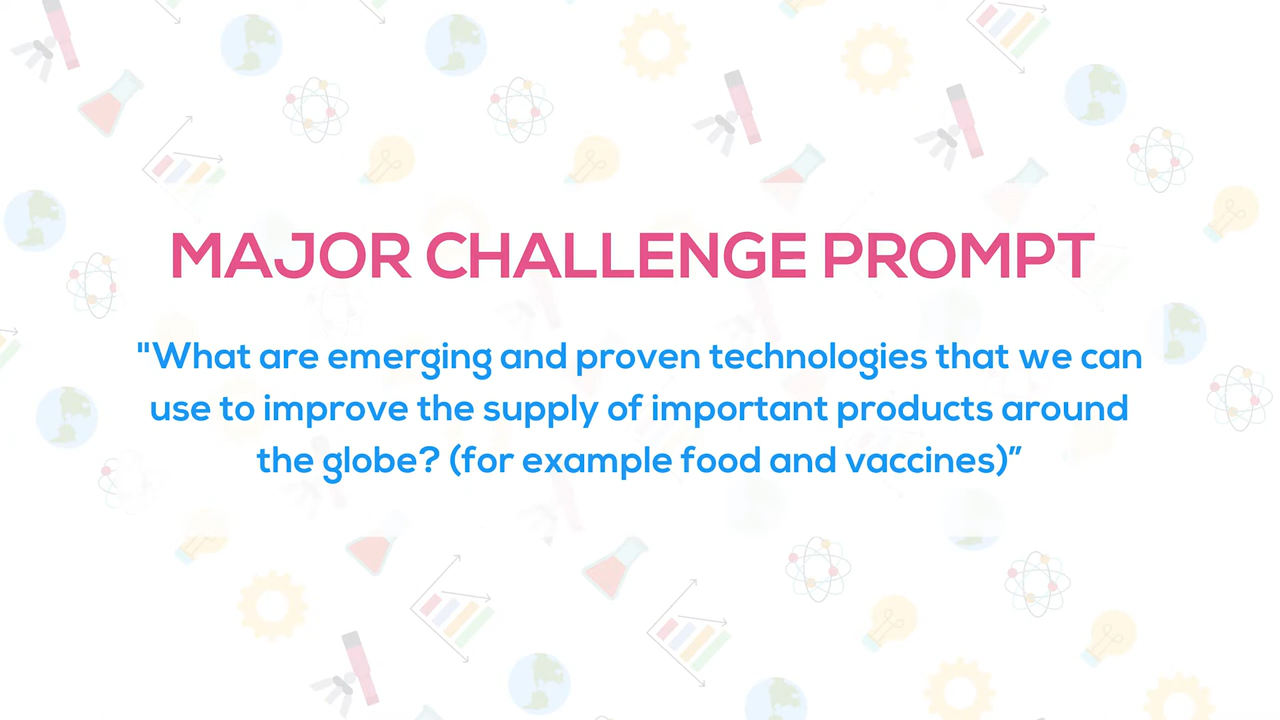 MAJOR CHALLENGE PROMPT
"What are emerging and proven technologies that we can
use to improve the supply of important products around
the globe? (for example food and vaccines)”